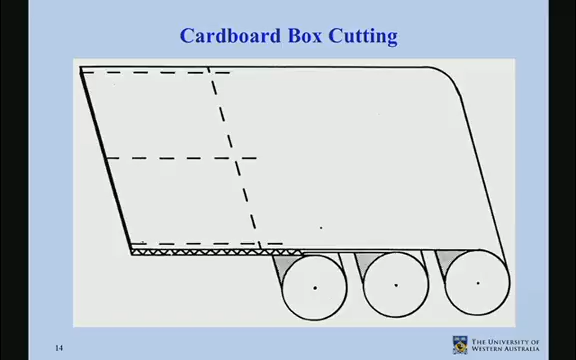 Cardboard Box Cutting
14
THE UNIVERSITY OF
WESTERN AUSTRALIA